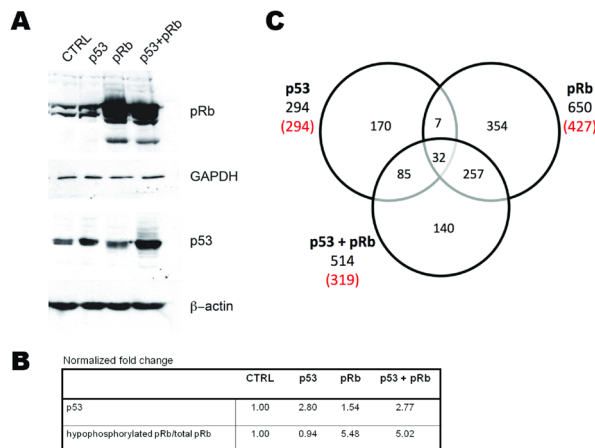 A
CTRL
p53
pRb
p53+pRb
pRb
GAPDH
p53
β-actin
C
p53
294
(294)
pRb
650
(427)
170
7
354
32
85
257
140
p53 + pRb
514
(319)
B
Normalized fold change
CTRL p53 pRb p53 + pRb
p53 1.00 2.80 1.54 2.77
hypophosphorylated pRb/total pRb 1.00 0.94 5.48 5.02